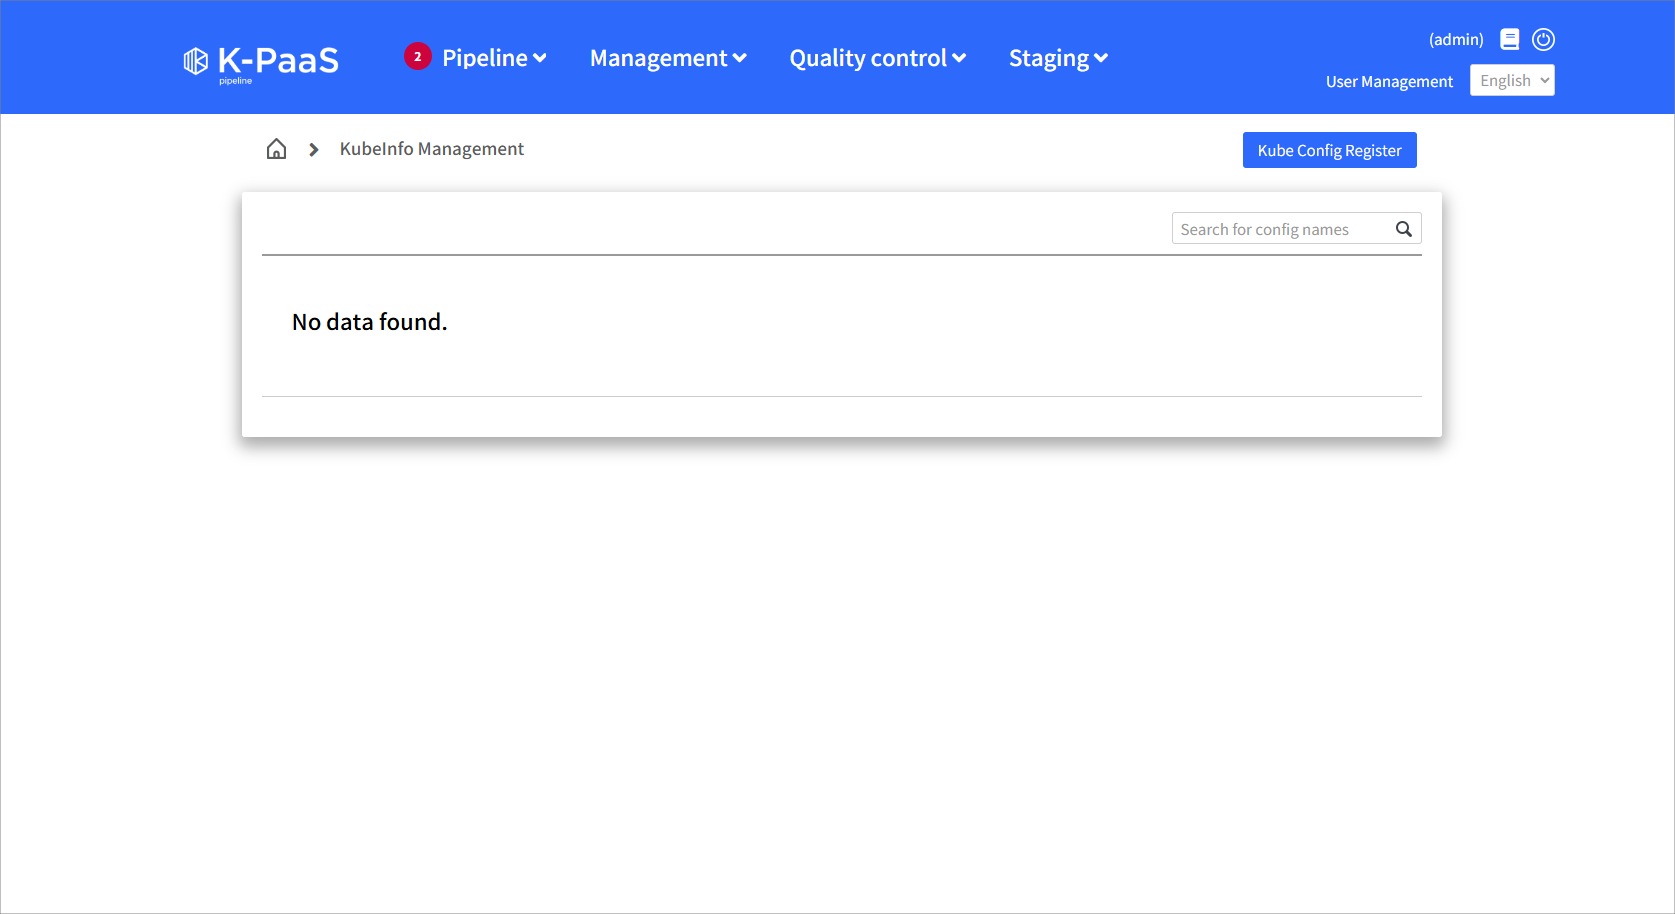 K-PaaS
pipeline
2
Pipeline
Management
Quality control
Staging
(admin)
User Management
English
KubeInfo Management
Kube Config Register
Search for config names
No data found.